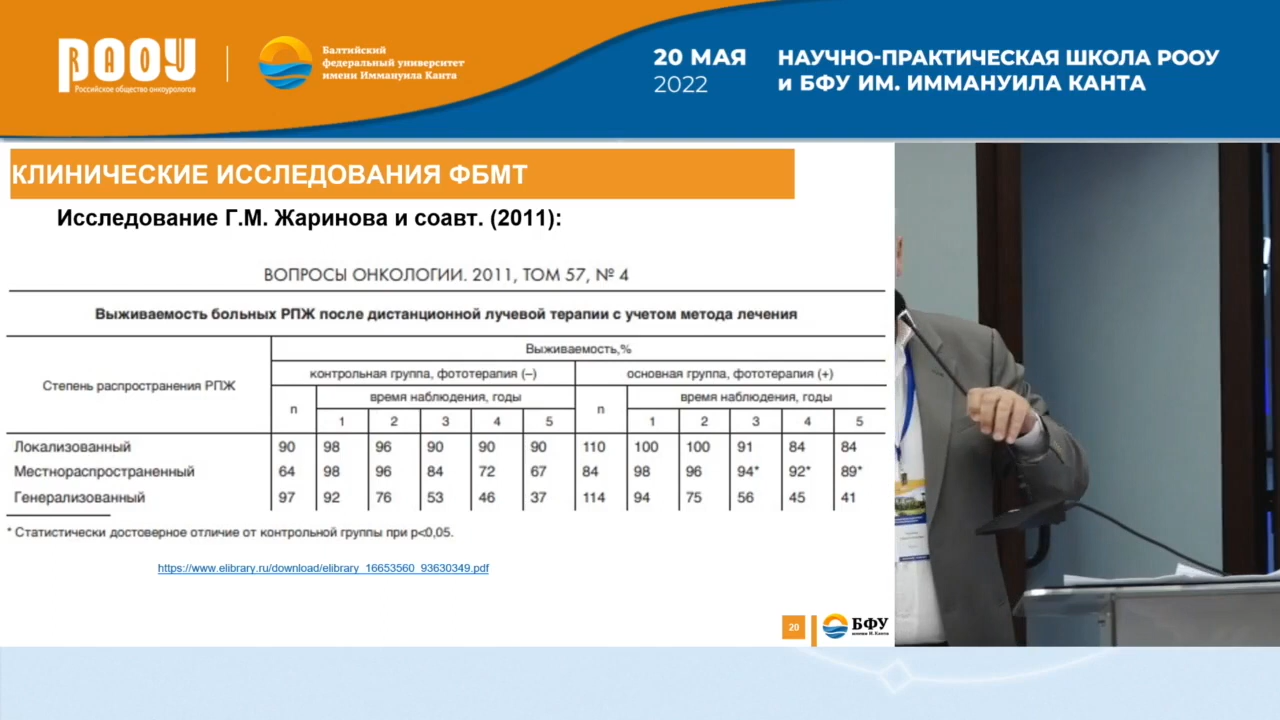 РООУ
RAOU
Российское общество онкоурологов
Балтийский
федеральный университет
имени Иммануила Канта
20 МАЯ
2022
НАУЧНО-ПРАКТИЧЕСКАЯ ШКОЛА РООУ
и БФУ ИМ. ИММАНУИЛА КАНТА
КЛИНИЧЕСКИЕ ИССЛЕДОВАНИЯ ФБМТ
Исследование Г.М. Жаринова и соавт. (2011):
ВОПРОСЫ ОНКОЛОГИИ. 2011, ТОМ 57, № 4
Выживаемость больных РПЖ после дистанционной лучевой терапии с учетом метода лечения
Степень распространения РПЖ
Выживаемость,%
контрольная группа, фототерапия (–) основная группа, фототерапия (+)
n время наблюдения, годы n время наблюдения, годы
1 2 3 4 5 1 2 3 4 5
Локализованный 90 98 96 90 90 90 110 100 100 91 84 84
Местнораспространенный 64 98 96 84 72 67 84 98 96 94* 92* 89*
Генерализованный 97 92 76 53 46 37 114 94 75 56 45 41
* Статистически достоверное отличие от контрольной группы при p<0,05.
https://www.elibrary.ru/download/elibrary_16653560_93630349.pdf
20
БФУ
имени И. Канта